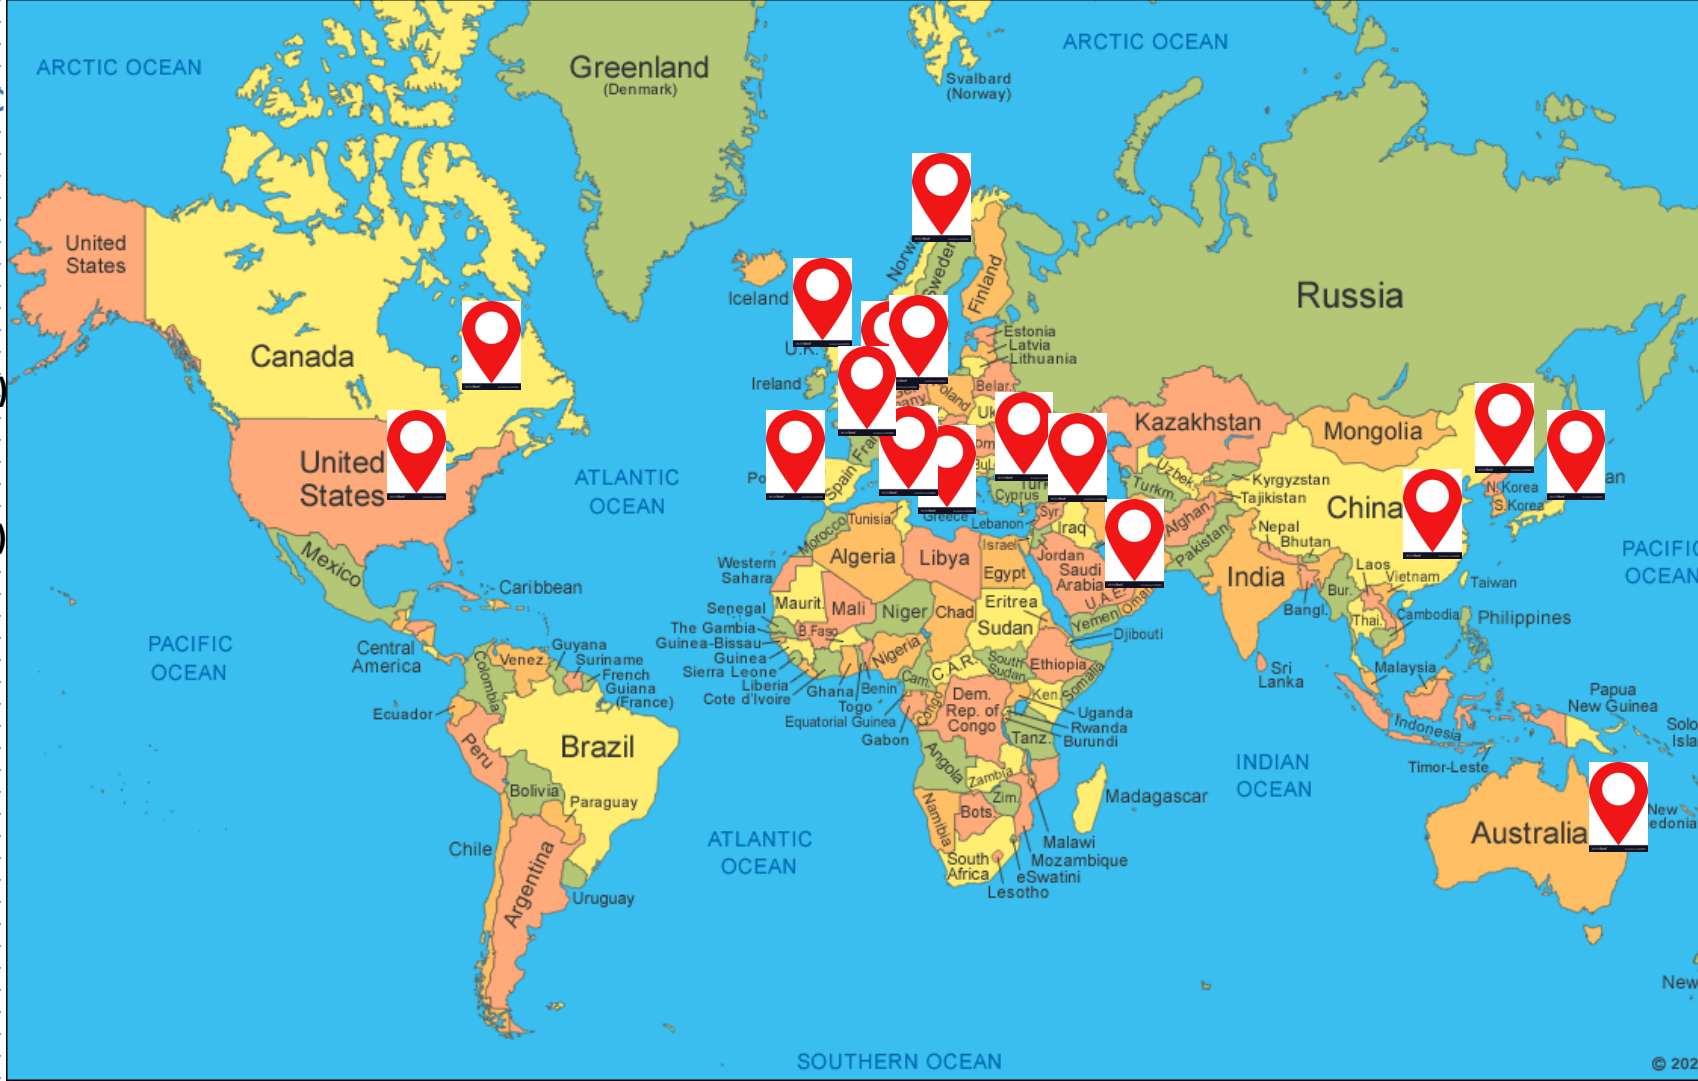 ARCTIC OCEAN
ARCTIC OCEAN
Greenland
(Denmark)
Svalbard
(Norway)
United
States
Iceland
Sweden
Finland
Russia
Canada
U.K.
Ireland
Estonia
Latvia
Lithuania
Poland
Belar.
Kazakhstan
Mongolia
United
States
ATLANTIC
OCEAN
Spain
Cyprus
Greece
Uzbek.
Turkm.
Kyrgyzstan
Tajikistan
China
N.Korea
S.Korea
Mexico
Morocco
Tunisia
Lebanon
Syr.
Iraq
Israel
Jordan
Afghan.
Pakistan
Nepal
Bhutan
PACIFIC
OCEAN
Western
Sahara
Algeria
Libya
Egypt
Saudi
Arabia
U.A.E.
Oman
India
Laos
Vietnam
Taiwan
Bur.
Bangl.
Caribbean
Maurit.
Mali
Niger
Chad
Eritrea
Sudan
Yemen
Djibouti
Thai.
Cambodia
Philippines
PACIFIC
OCEAN
Central
America
Senegal
The Gambia
Guinea-Bissau
Guinea
Sierra Leone
Liberia
Cote d'Ivoire
B.Faso
Ghana
Togo
Benin
Nigeria
Equatorial Guinea
Gabon
Cam.
C.A.R.
South
Sudan
Ethiopia
Somalia
Sri
Lanka
Malaysia
Guyana
Suriname
French
Guiana
(France)
Venez.
Colombia
Ecuador
Peru
Brazil
Congo
Dem.
Rep. of
Congo
Ken.
Uganda
Rwanda
Burundi
Tanz.
Indonesia
Papua
New Guinea
Timor-Leste
INDIAN
OCEAN
Bolivia
Paraguay
Chile
Argentina
Uruguay
ATLANTIC
OCEAN
Angola
Zambia
Zim.
Namibia
Bots.
Madagascar
Malawi
Mozambique
eSwatini
Lesotho
South
Africa
Australia
New
New
SOUTHERN OCEAN
© 202